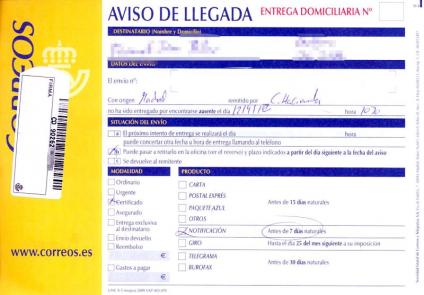 CORREOS
AVISO DE LLEGADA
ENTREGA DOMICILIARIA Nº
DESTINATARIO (Nombre y Domicilio)
DATOS DEL ENVÍO
El envío nº:
Con origen Madrid remitido por
no ha sido entregado por encontrarse ausente el día hora
SITUACIÓN DEL ENVÍO
El próximo intento de entrega se realizará el día
puede concertar otra fecha u hora de entrega llamando al teléfono
Puede pasar a retirarlo en la oficina (ver el reverso) y plazo indicados a partir del día siguiente a la fecha del aviso
Se devuelve al remitente
MODALIDAD
Ordinario
Urgente
Certificado
Asegurado
Entrega exclusiva
al destinatario
Envío devuelto
Reembolso
€
Gastos a pagar
€
PRODUCTO
CARTA
POSTAL EXPRÉS
PAQUETE AZUL
Antes de 15 días naturales
OTROS
NOTIFICACIÓN
Antes de 7 días naturales
GIRO
Hasta el 25 del mes siguiente a su imposición
TELEGRAMA
BUROFAX
Antes de 30 días naturales
FIRMA
CD 90262
www.correos.es